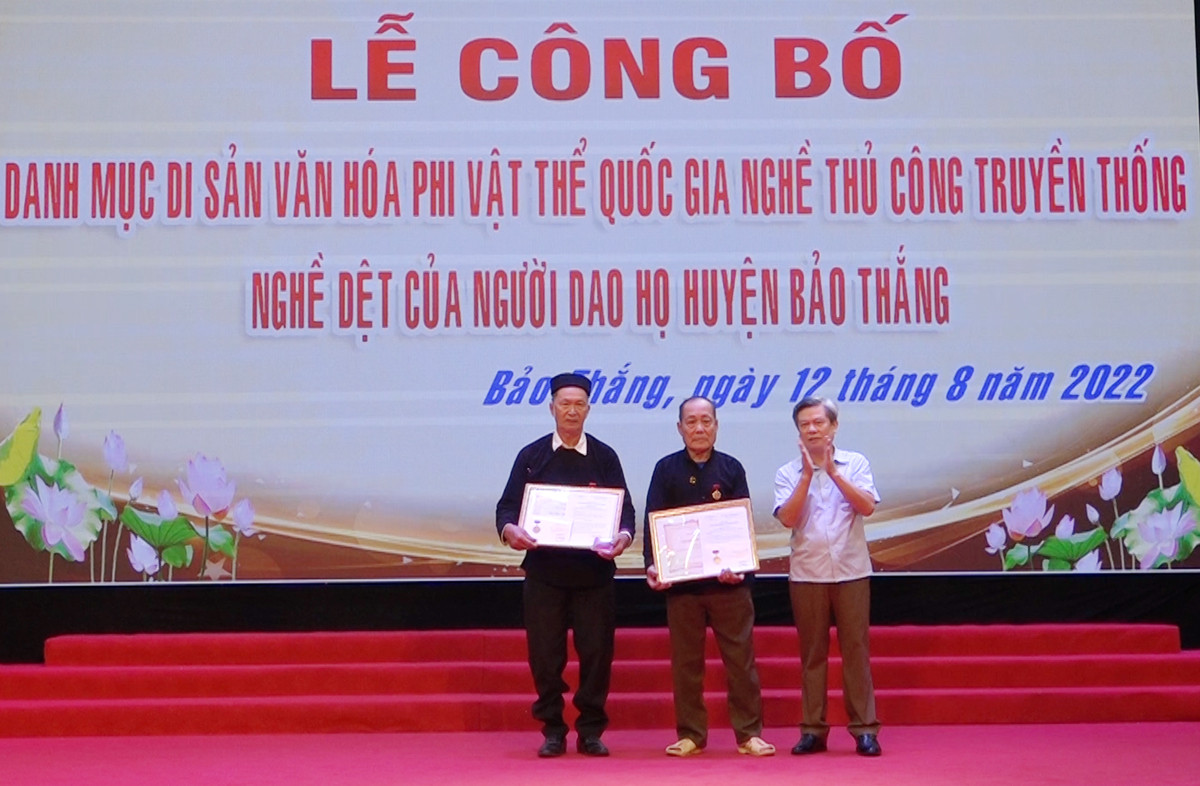 LỄ CÔNG BỐ
DANH MỤC DI SẢN VĂN HÓA PHI VẬT THỂ QUỐC GIA NGHỀ THỦ CÔNG TRUYỀN THỐNG
NGHỀ DỆT CỦA NGƯỜI DAO HỌ HUYỆN BẢO THẮNG
Bảo Thắng, ngày 12 tháng 8 năm 2022